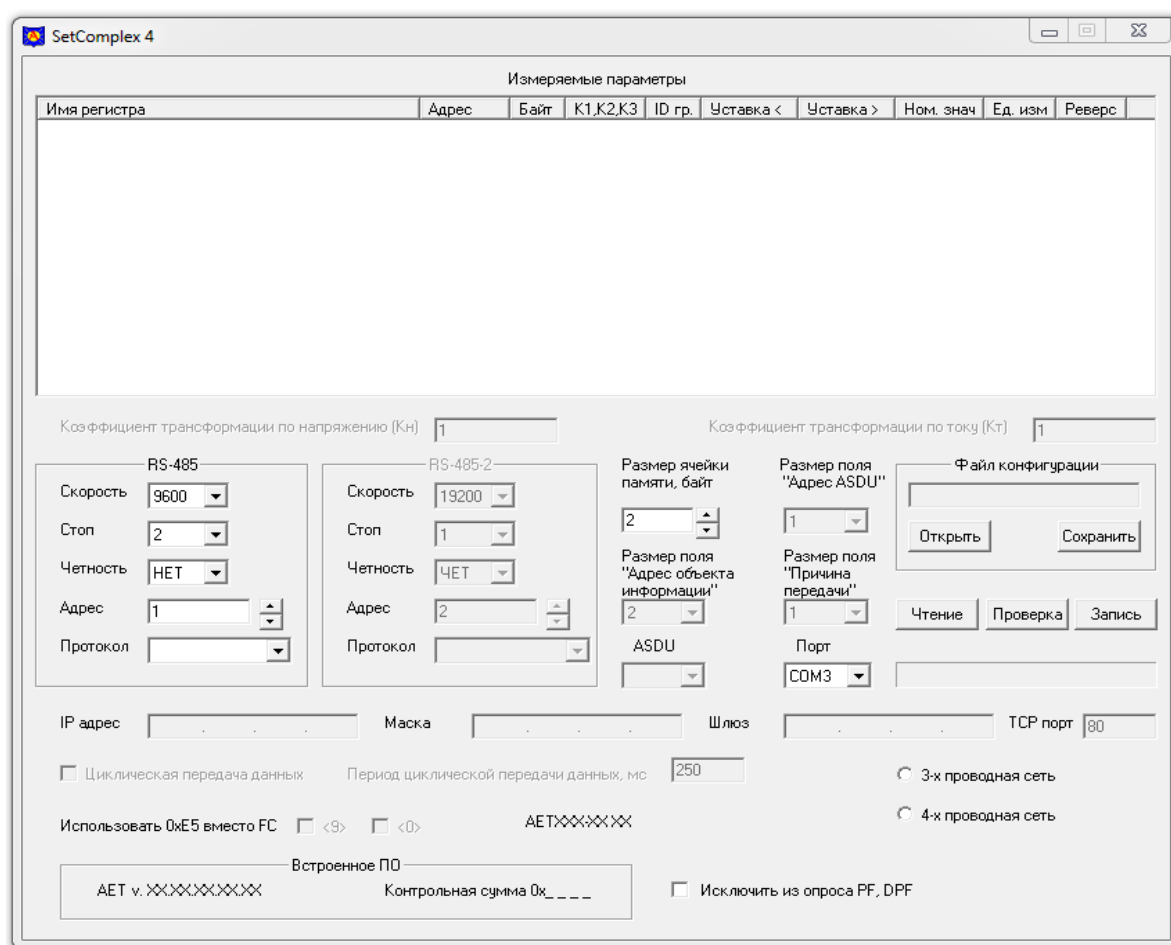 SetComplex 4
Измеряемые параметры
Имя регистра Адрес Байт К1,К2,К3 ID гр. Уставка < Уставка > Ном. знач Ед. изм Реверс
Коэффициент трансформации по напряжению (Кн) 1 Коэффициент трансформации по току (Кт) 1
RS-485
Скорость 9600
Стоп 2
Четность НЕТ
Адрес 1
Протокол
RS-485-2
Скорость 19200
Стоп 1
Четность ЧЕТ
Адрес 2
Протокол
Размер ячейки
памяти, байт
2
Размер поля
"Адрес объекта
информации"
2
ASDU
Размер поля
"Адрес ASDU"
1
Размер поля
"Причина
передачи"
1
Порт
COM3
Файл конфигурации
Открыть Сохранить
Чтение Проверка Запись
IP адрес . . . Маска . . . Шлюз . . . TCP порт 80
Циклическая передача данных Период циклической передачи данных, мс 250
3-х проводная сеть
Использовать 0xE5 вместо FC <9> <0> AETXXX-XX XX
4-х проводная сеть
Встроенное ПО
AET v. XX.XX.XX.XX.XX Контрольная сумма 0x_ _ _ _
Исключить из опроса PF, DPF